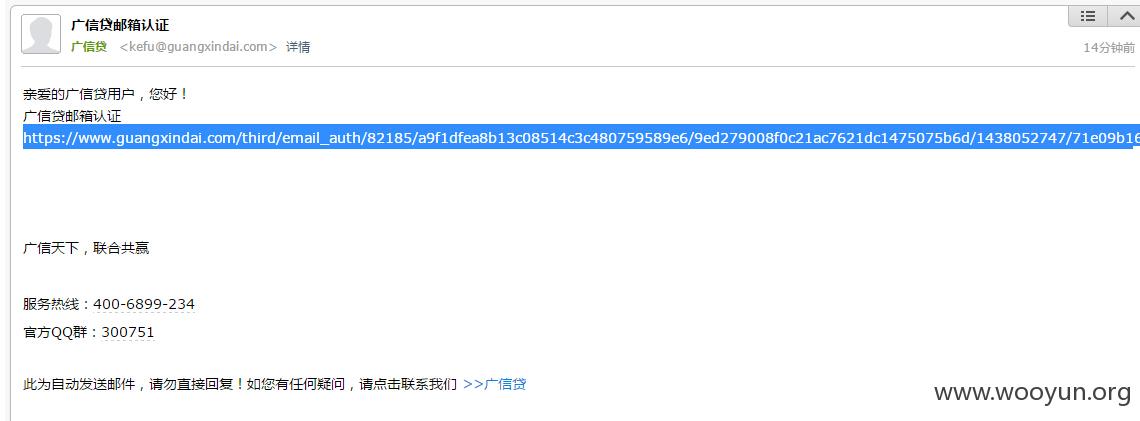 广信贷邮箱认证
广信贷 <kefu@guangxindai.com> 详情
14分钟前
亲爱的广信贷用户，您好！
广信贷邮箱认证
https://www.guangxindai.com/third/email_auth/82185/a9f1dfea8b13c08514c3c480759589e6/9ed279008f0c21ac7621dc1475075b6d/1438052747/71e09b16
广信天下，联合共赢
服务热线：400-6899-234
官方QQ群：300751
此为自动发送邮件，请勿直接回复！如您有任何疑问，请点击联系我们 >>广信贷
www.wooyun.org